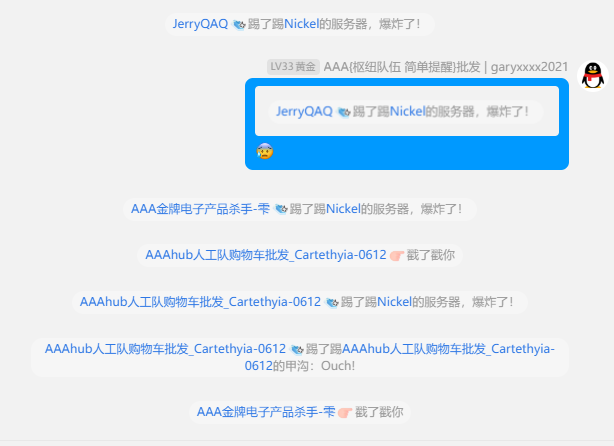 JerryQAQ 踢了踢Nickel的服务器，爆炸了！
LV33 黄金 AAA{枢纽队伍 简单提醒}批发 | garyxxxx2021
JerryQAQ 踢了踢Nickel的服务器，爆炸了！
AAA金牌电子产品杀手-雫 踢了踢Nickel的服务器，爆炸了！
AAAhub人工队购物车批发_Cartethyia-0612 戳了戳你
AAAhub人工队购物车批发_Cartethyia-0612 踢了踢Nickel的服务器，爆炸了！
AAAhub人工队购物车批发_Cartethyia-0612 踢了踢AAAhub人工队购物车批发_Cartethyia-
0612的甲沟：Ouch!
AAA金牌电子产品杀手-雫 戳了戳你